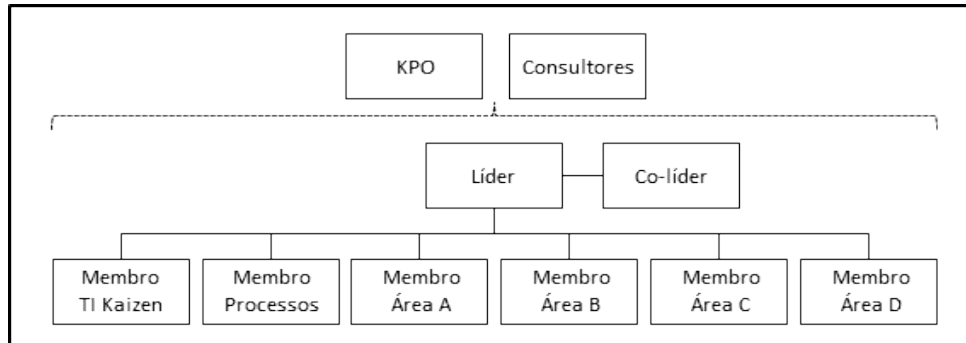 KPO
Consultores
Líder
Co-líder
Membro
TI Kaizen
Membro
Processos
Membro
Área A
Membro
Área B
Membro
Área C
Membro
Área D